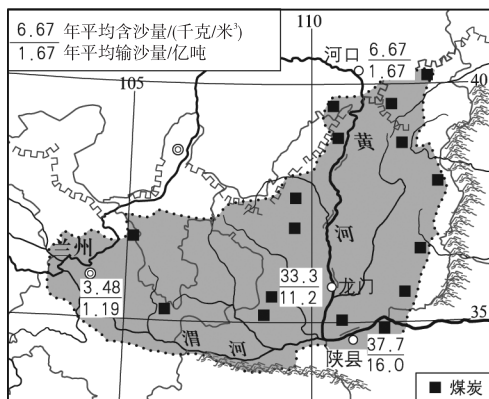 6.67 年平均含沙量/(千克/米³)
1.67 年平均输沙量/亿吨
110
河口
6.67
1.67
105
40
黄
兰州
河
33.3
11.2
龙门
3.48
1.19
35
渭
河
陕县
37.7
16.0
煤炭